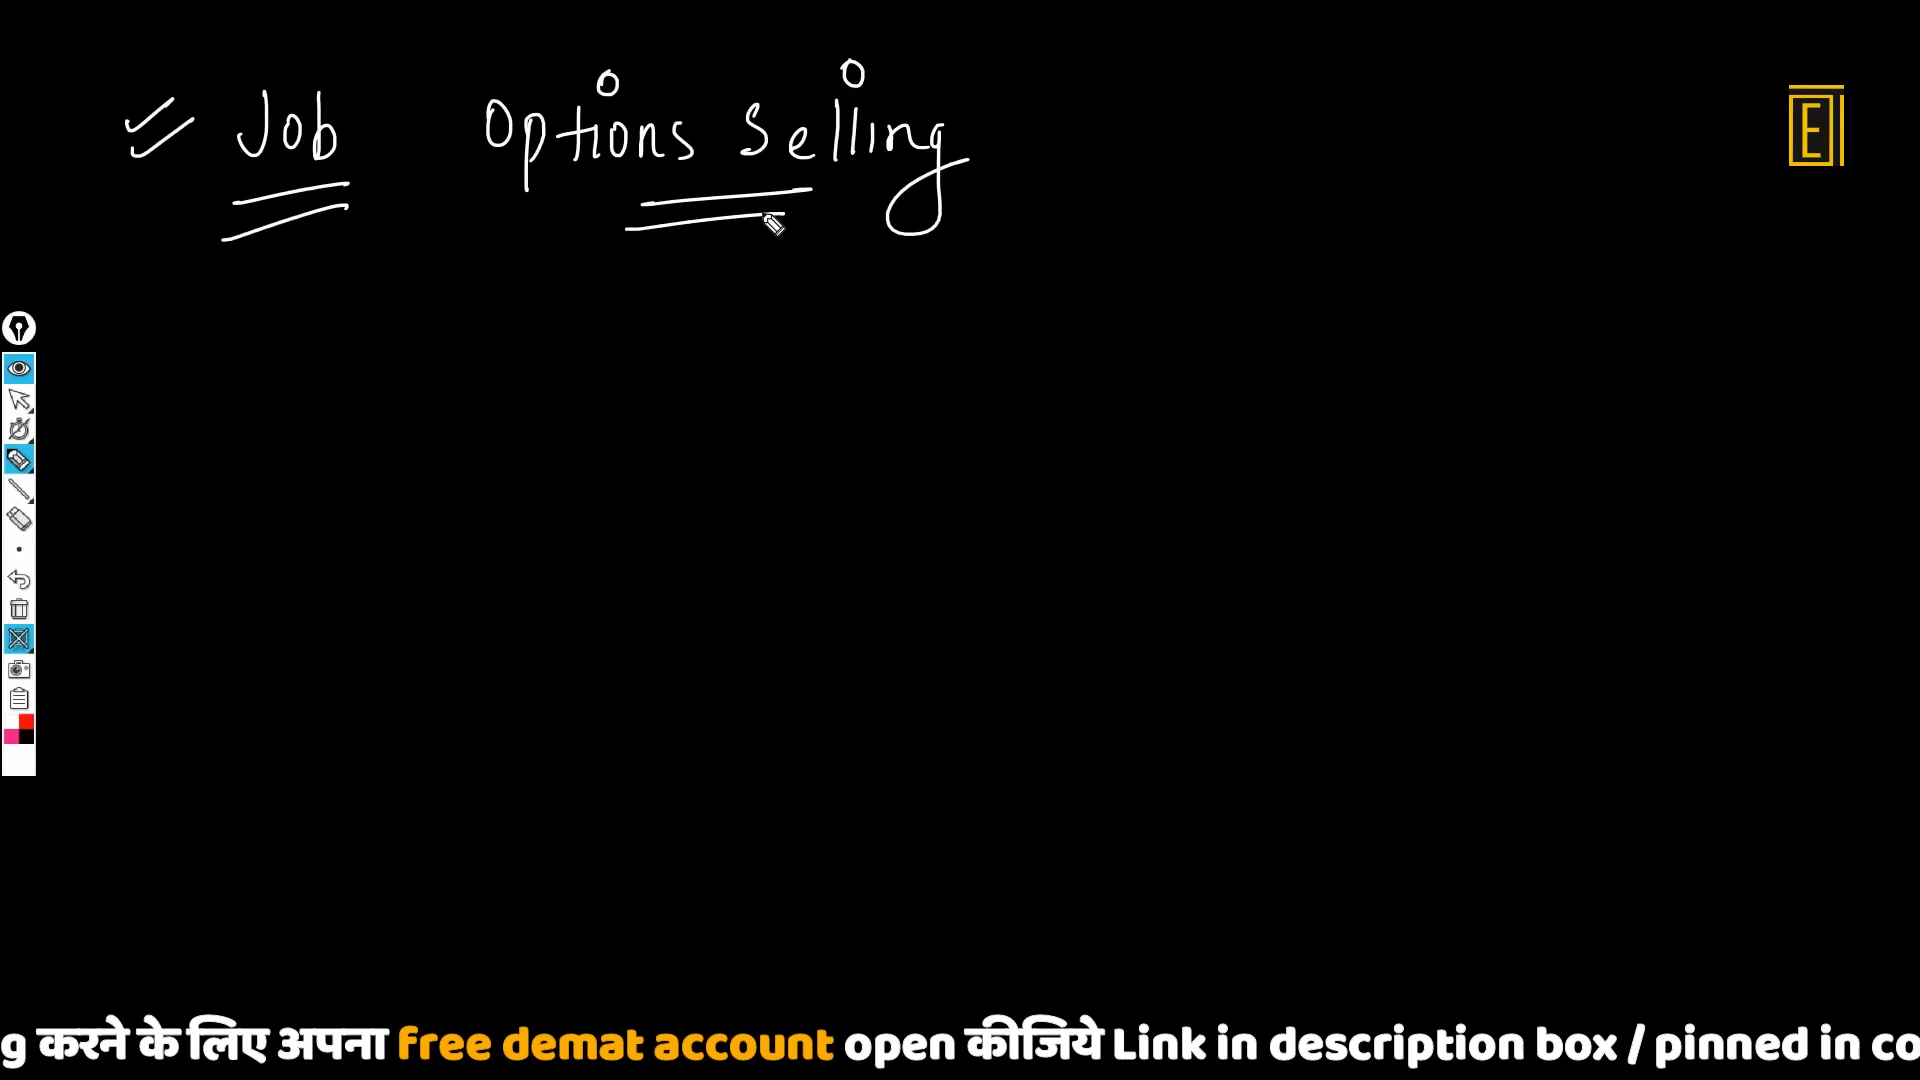 Job Options Selling
E
g करने के लिए अपना free demat account open कीजिये Link in description box / pinned in co